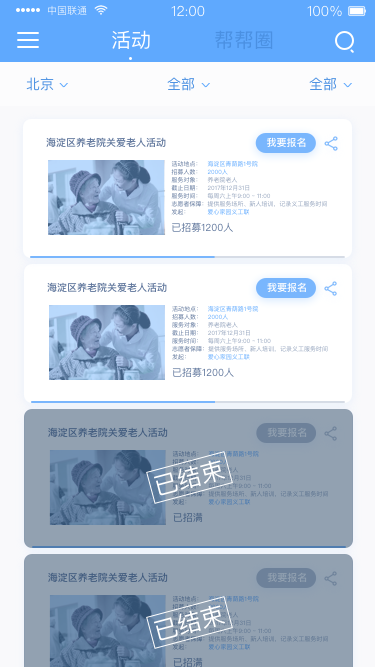 中国联通 12:00 100%
活动 帮帮圈
北京 全部 全部
海淀区养老院关爱老人活动 我要报名
活动地点： 海淀区青荫路1号院
招募人数： 2000人
服务对象： 养老院老人
截止日期： 2017年12月31日
服务时间： 每周六上午9:00 ~ 11:00
志愿者保障： 提供服务场所、新人培训、记录义工服务时间
发起： 爱心家园义工联
已招募1200人
海淀区养老院关爱老人活动 我要报名
活动地点： 海淀区青荫路1号院
招募人数： 2000人
服务对象： 养老院老人
截止日期： 2017年12月31日
服务时间： 每周六上午9:00 ~ 11:00
志愿者保障： 提供服务场所、新人培训、记录义工服务时间
发起： 爱心家园义工联
已招募1200人
海淀区养老院关爱老人活动 我要报名
已结束
已招满
海淀区养老院关爱老人活动 我要报名
已结束
已招满